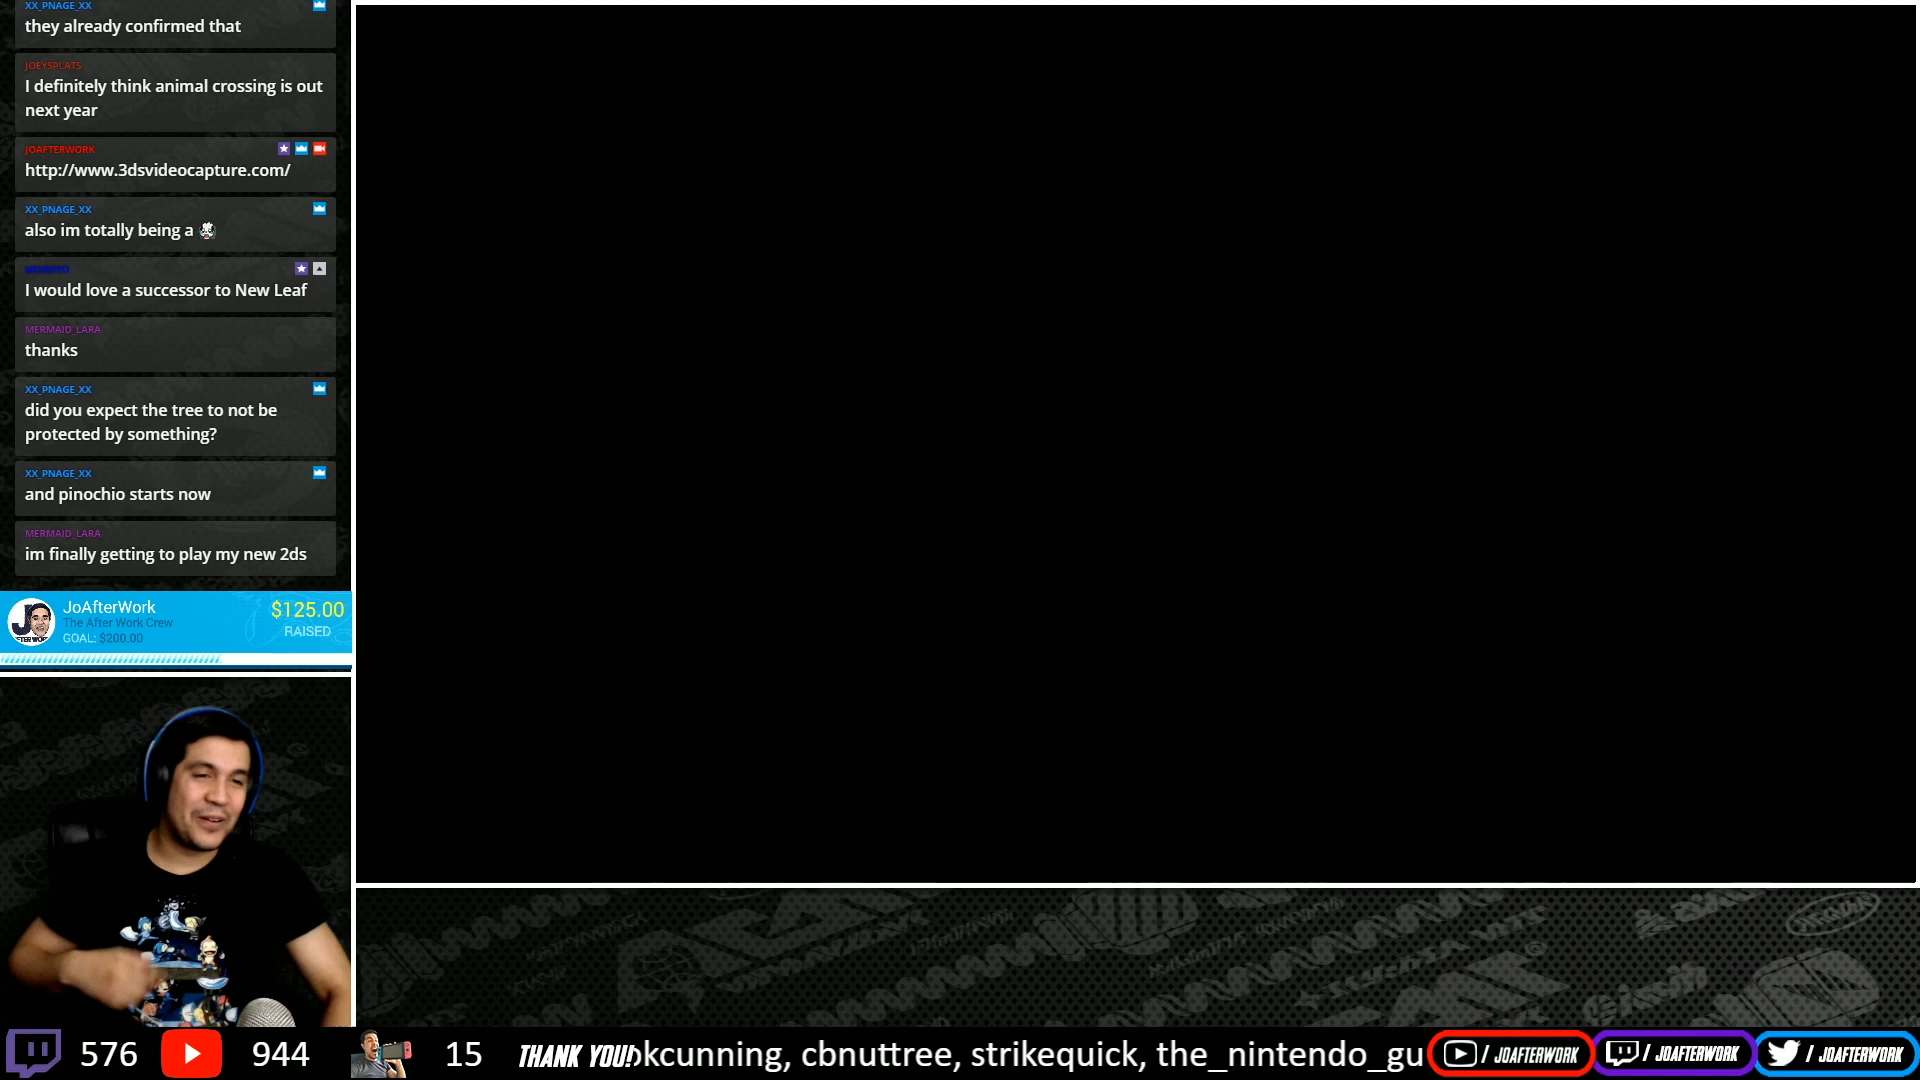 XX_PNAGE_XX
they already confirmed that
JOEYSPLATS
I definitely think animal crossing is out
next year
JOAFTERWORK
http://www.3dsvideocapture.com/
XX_PNAGE_XX
also im totally being a
I would love a successor to New Leaf
MERMAID_LARA
thanks
XX_PNAGE_XX
did you expect the tree to not be
protected by something?
XX_PNAGE_XX
and pinochio starts now
MERMAID_LARA
im finally getting to play my new 2ds
JoAfterWork
The After Work Crew
GOAL: $200.00
$125.00
RAISED
576
944
15
THANK YOU!
kcunning, cbnuttree, strikequick, the_nintendo_gu
/ JOAFTERWORK
/ JOAFTERWORK
/ JOAFTERWORK